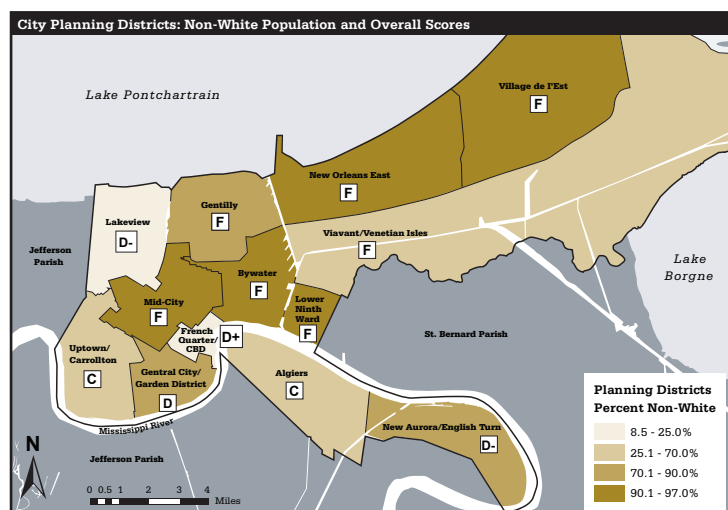 City Planning Districts: Non-White Population and Overall Scores
Lake Pontchartrain
Village de l'Est
F
New Orleans East
F
Gentilly
F
Lakeview
D-
Viavant/Venetian Isles
F
Jefferson
Parish
Lake
Borgne
Bywater
F
Mid-City
F
Lower
Ninth
Ward
F
French
Quarter/
CBD
D+
St. Bernard Parish
Uptown/
Carrollton
C
Gentral City/
Garden District
D
Algiers
C
Mississippi River
New Aurora/English Turn
D-
Jefferson Parish
N
0 0.5 1 2 3 4
Miles
Planning Districts
Percent Non-White
8.5 - 25.0%
25.1 - 70.0%
70.1 - 90.0%
90.1 - 97.0%